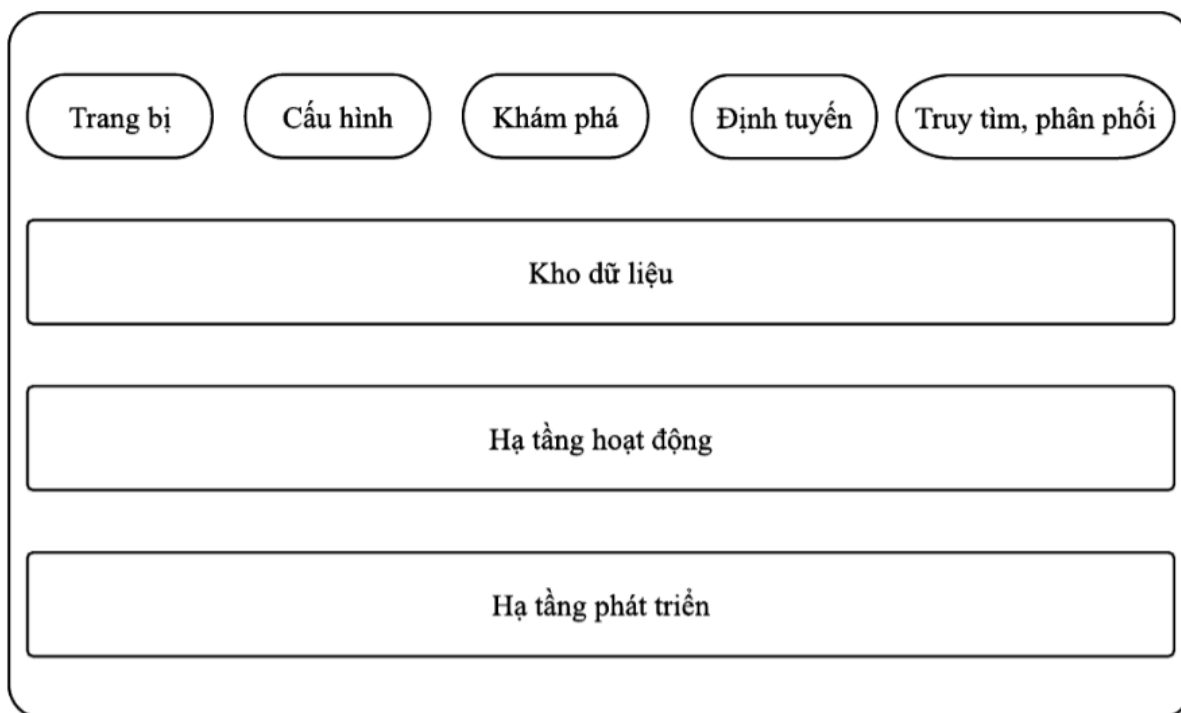 Trang bị
Cấu hình
Khám phá
Định tuyến
Truy tìm, phân phối
Kho dữ liệu
Hạ tầng hoạt động
Hạ tầng phát triển